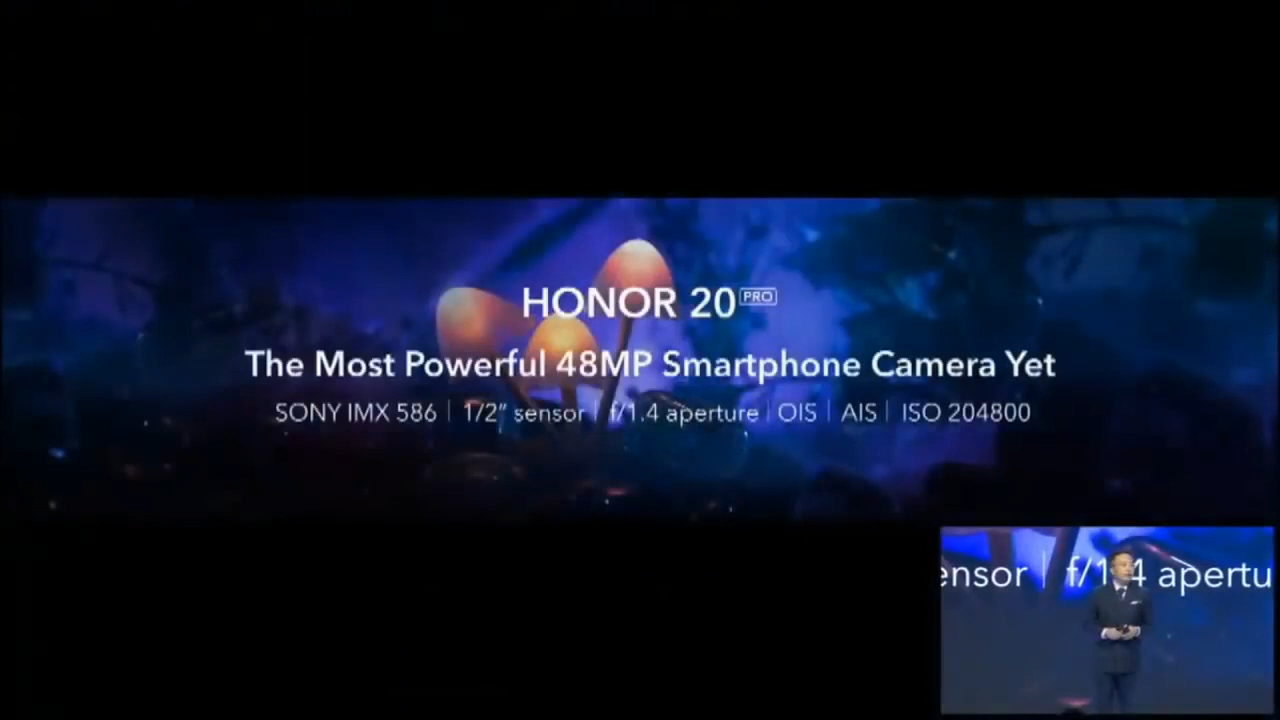 HONOR 20 PRO
The Most Powerful 48MP Smartphone Camera Yet
SONY IMX 586 | 1/2" sensor | f/1.4 aperture | OIS | AIS | ISO 204800
ensor | f/1.4 apertu